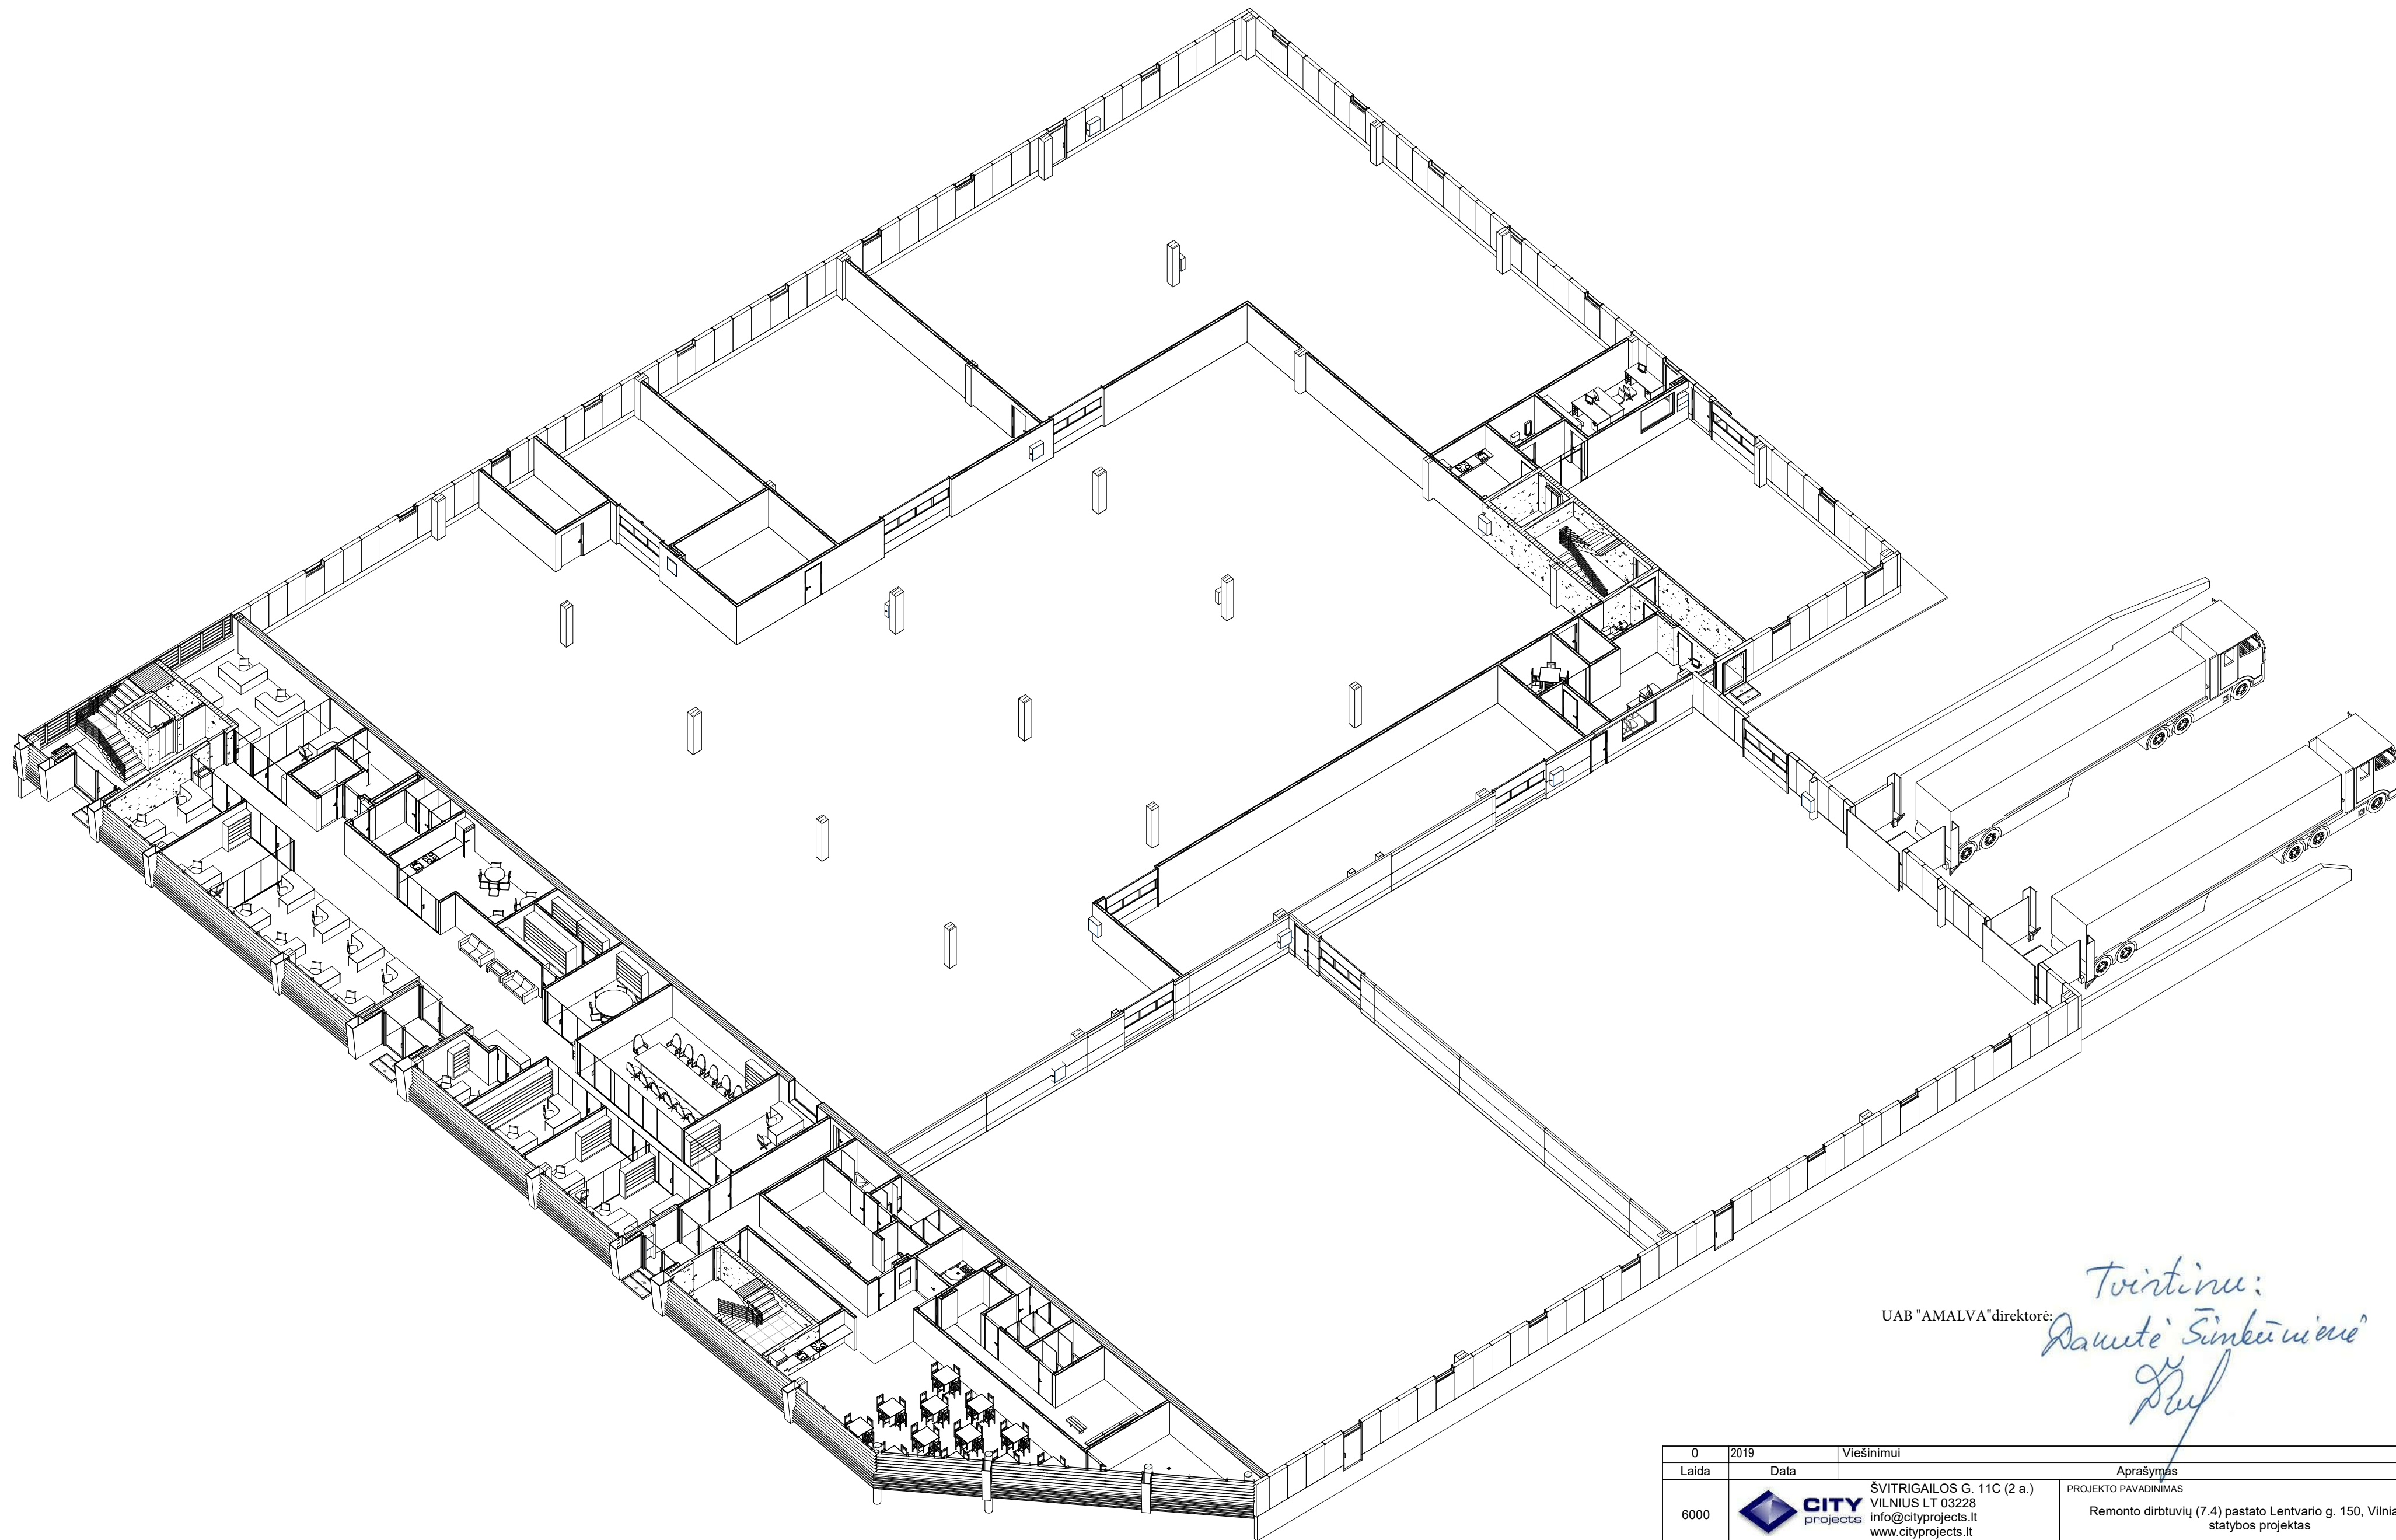 Tvirtinu:
UAB "AMALVA"direktorė:
Danutė Šimkūnienė
0 2019 Viešinimui
Laida Data Aprašymas
6000
CITY
projects
ŠVITRIGAILOS G. 11C (2 a.)
VILNIUS LT 03228
info@cityprojects.lt
www.cityprojects.lt
PROJEKTO PAVADINIMAS
Remonto dirbtuvių (7.4) pastato Lentvario g. 150, Vilnia
statybos projektas